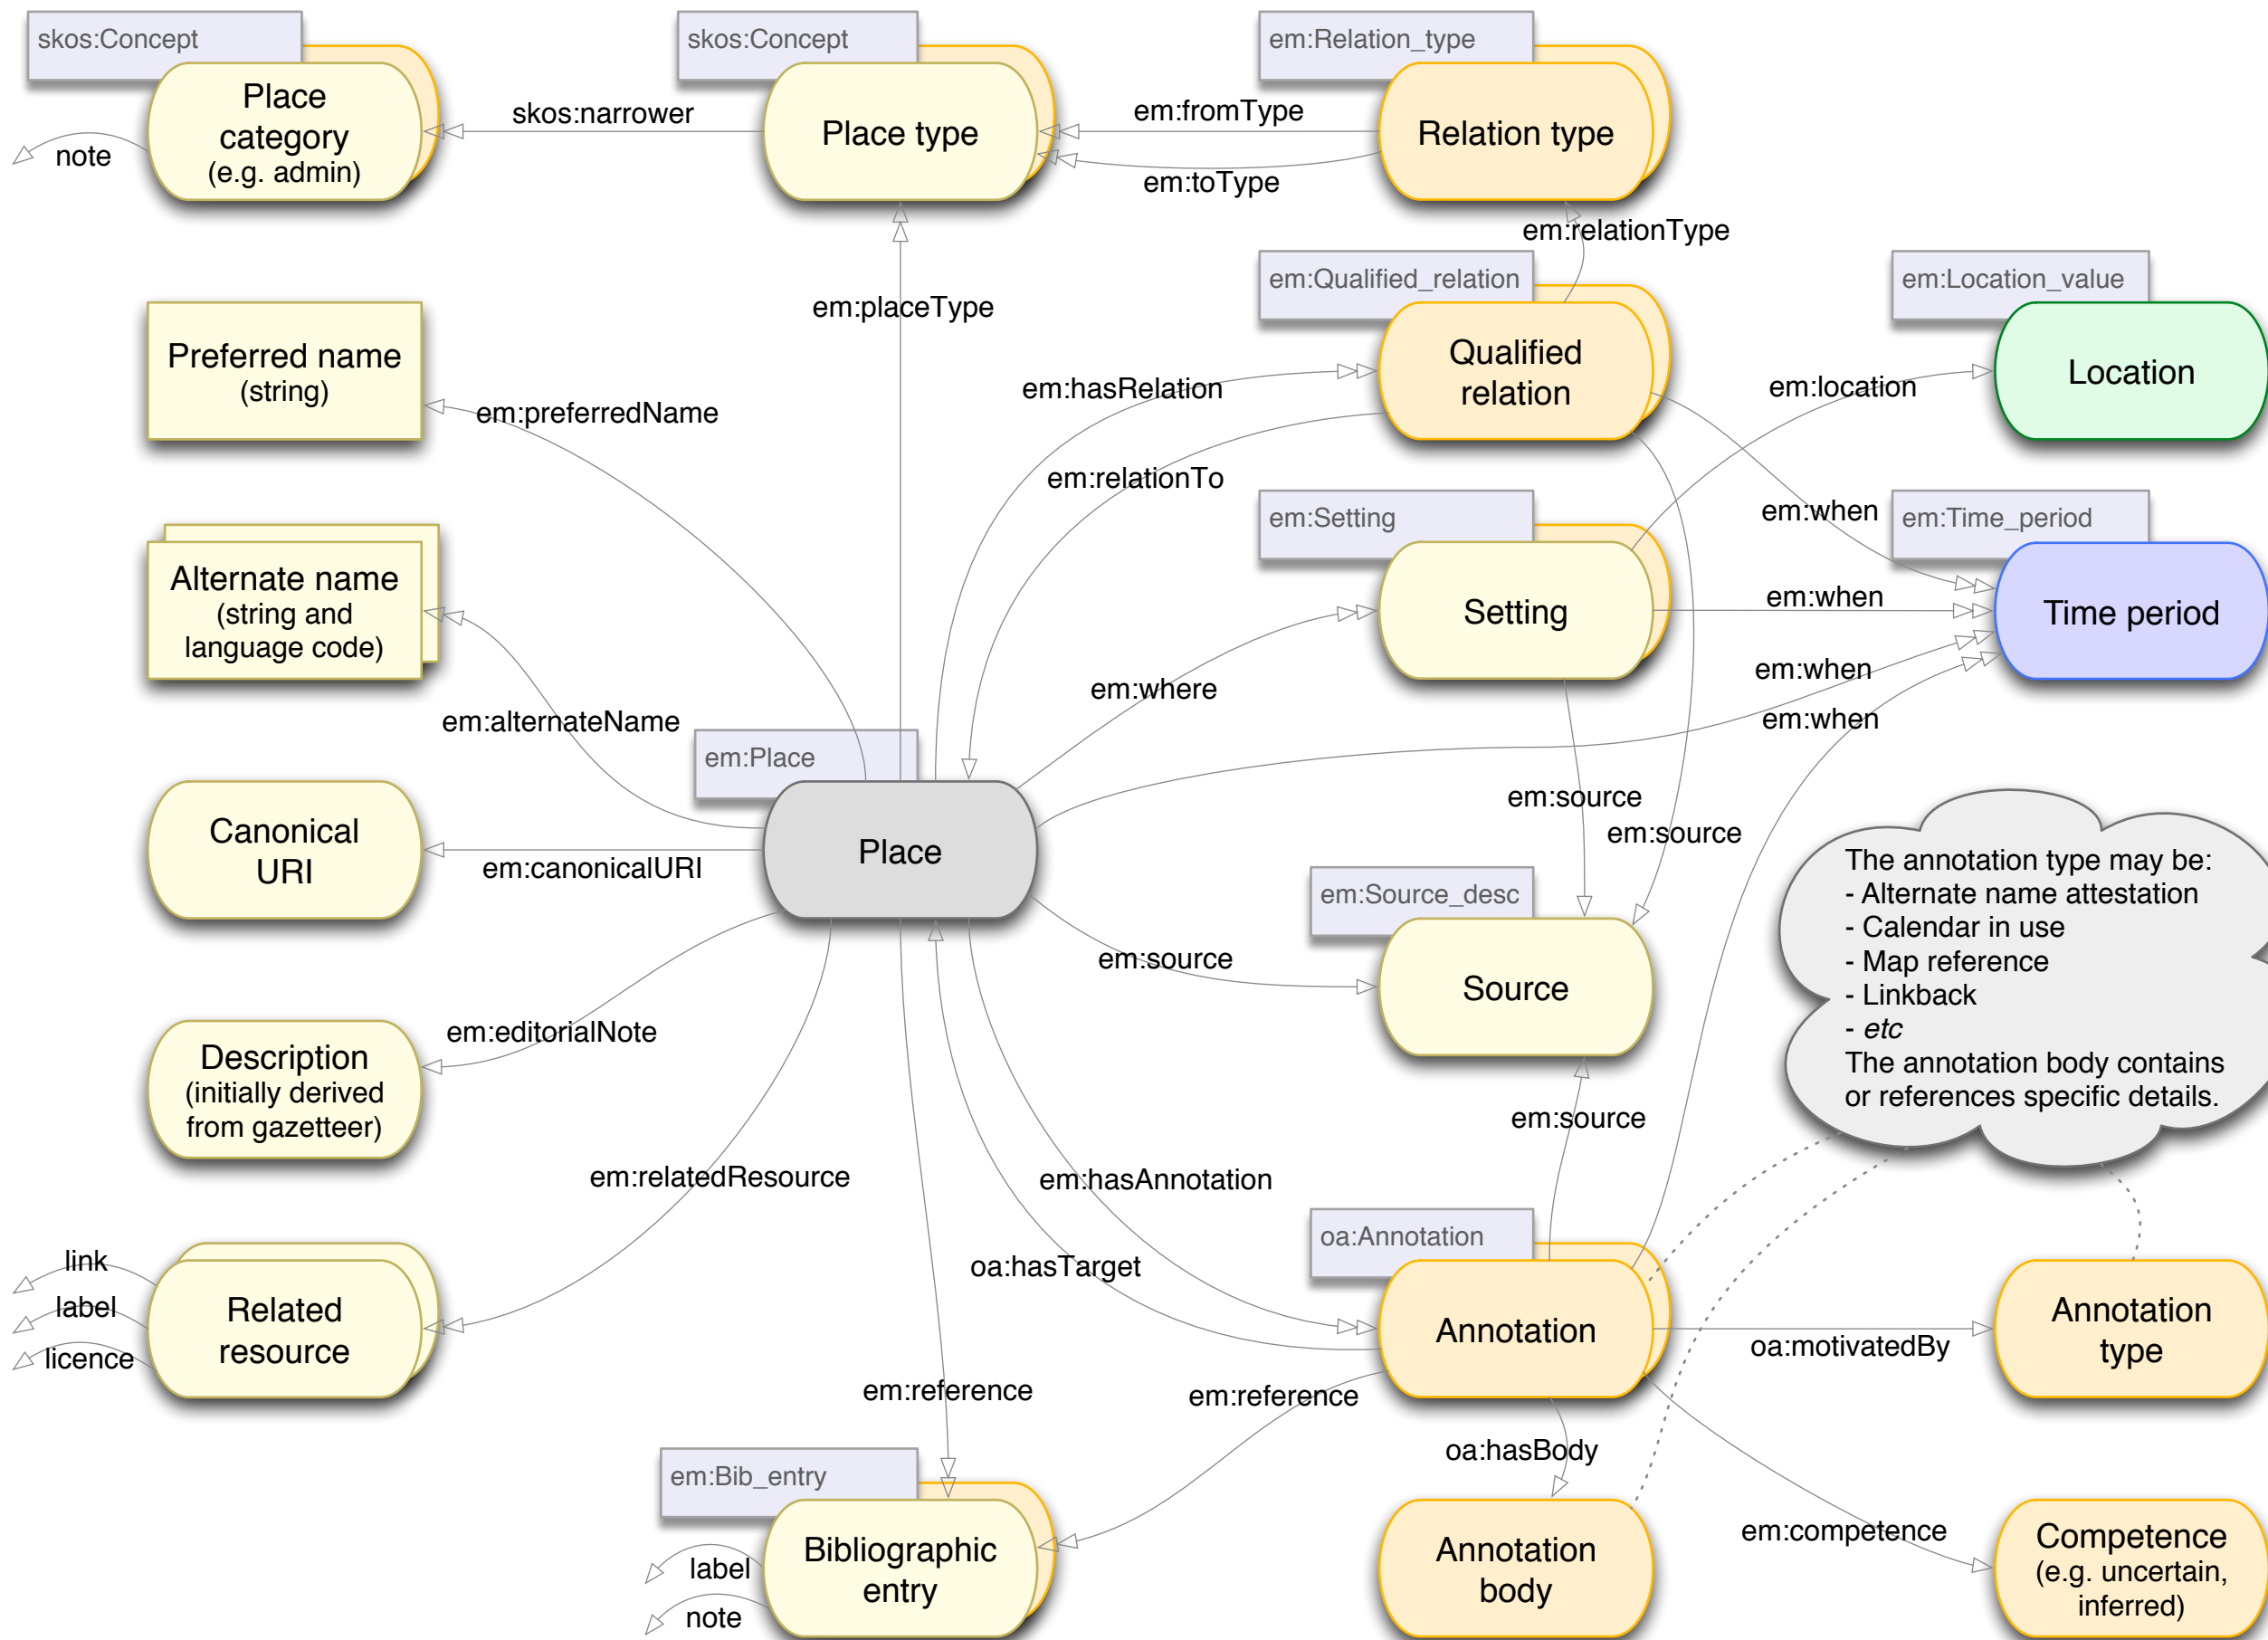 skos:Concept
Place
category
(e.g. admin)
note
skos:narrower
skos:Concept
Place type
em:fromType
em:toType
em:Relation_type
Relation type
em:relationType
em:placeType
em:Qualified_relation
Qualified
relation
em:Location_value
Location
em:location
Preferred name
(string)
em:preferredName
em:hasRelation
em:relationTo
em:Setting
Setting
em:when
em:Time_period
Time period
em:when
em:when
em:when
Alternate name
(string and
language code)
em:alternateName
em:where
em:Place
Place
Canonical
URI
em:canonicalURI
em:source
em:source
em:Source_desc
Source
em:source
em:source
The annotation type may be:
- Alternate name attestation
- Calendar in use
- Map reference
- Linkback
- etc
The annotation body contains
or references specific details.
Description
(initially derived
from gazetteer)
em:editorialNote
em:relatedResource
em:hasAnnotation
oa:hasTarget
oa:Annotation
Annotation
oa:motivatedBy
Annotation
type
link
label
licence
Related
resource
em:reference
em:reference
oa:hasBody
em:Bib_entry
Bibliographic
entry
label
note
Annotation
body
em:competence
Competence
(e.g. uncertain,
inferred)